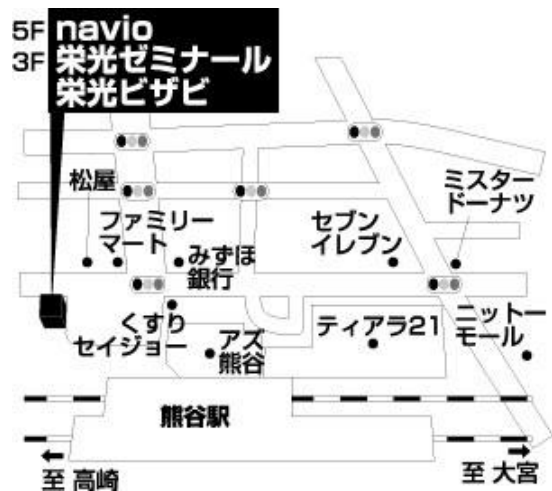 5F navio
3F 栄光ゼミナール
栄光ビザビ
松屋
ファミリー
マート
みずほ
銀行
セブン
イレブン
ミスター
ドーナツ
くすり
セイジョー
アズ
熊谷
ティアラ21
ニットー
モール
熊谷駅
至 高崎
至 大宮